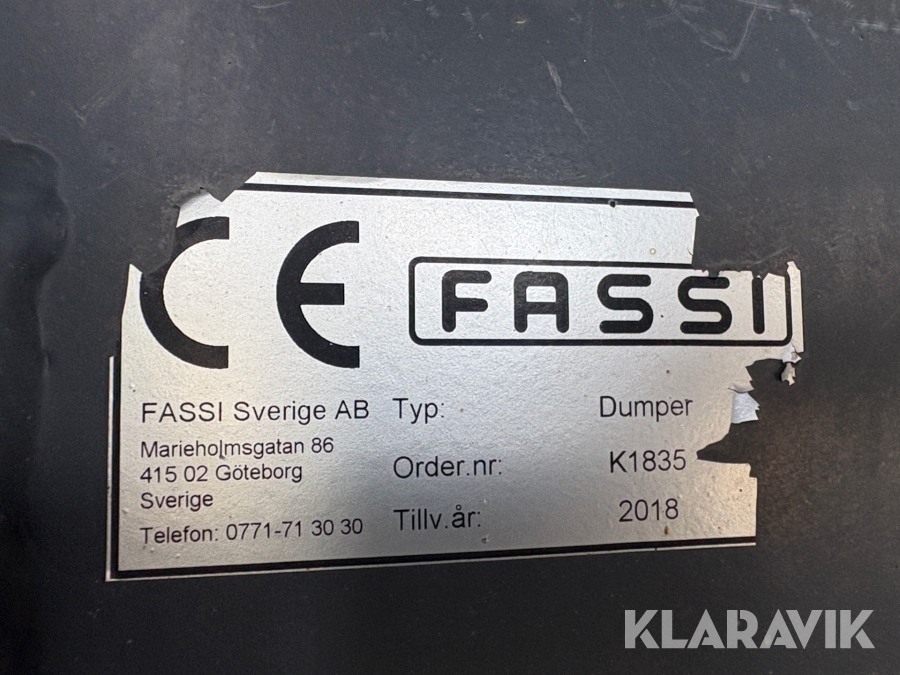 CE FASSI
FASSI Sverige AB
Marieholmsgatan 86
415 02 Göteborg
Sverige
Telefon: 0771-71 30 30
Typ: Dumper
Order.nr: K1835
Tillv.år: 2018
KLARAVIK